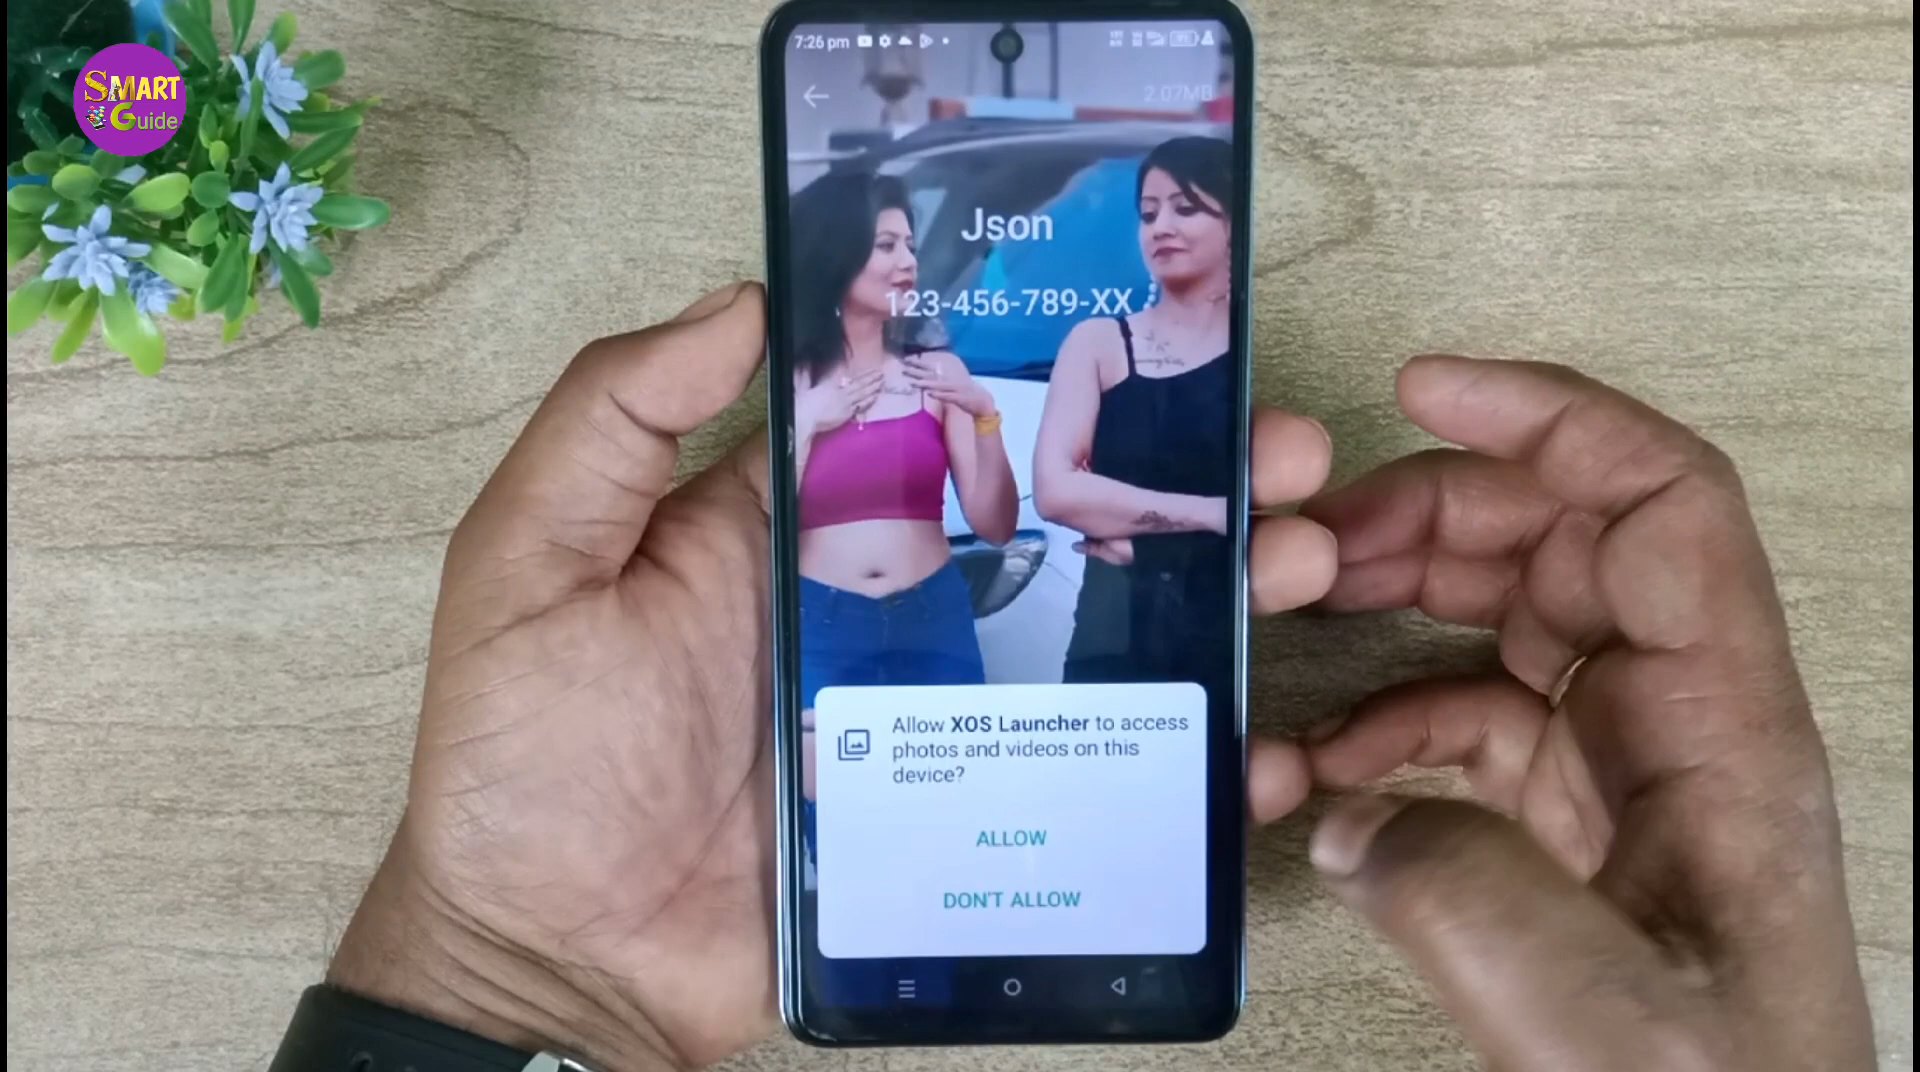 SMART
Guide
7:26 pm
2.07MB
Json
123-456-789-XX
Allow XOS Launcher to access
photos and videos on this
device?
ALLOW
DON'T ALLOW